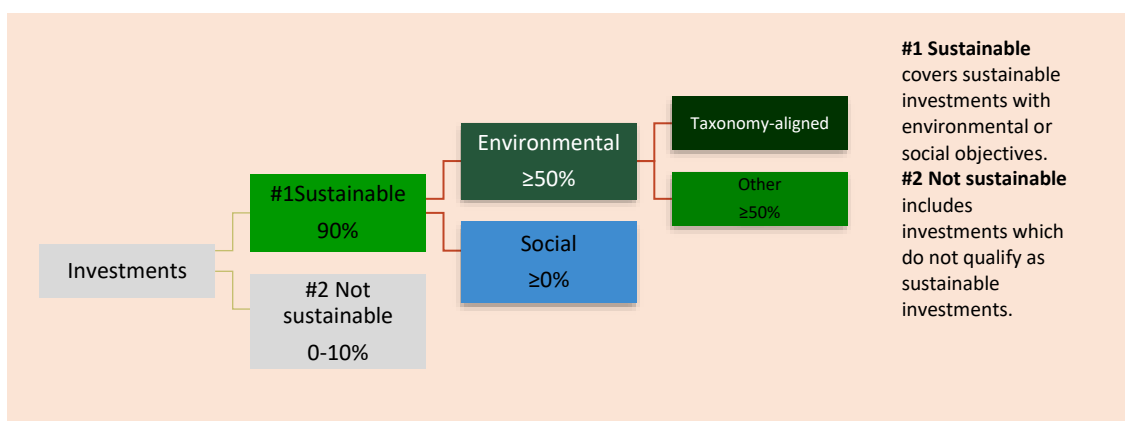 Investments
#1Sustainable
90%
#2 Not
sustainable
0-10%
Environmental
≥50%
Social
≥0%
Taxonomy-aligned
Other
≥50%
#1 Sustainable
covers sustainable
investments with
environmental or
social objectives.
#2 Not sustainable
includes
investments which
do not qualify as
sustainable
investments.